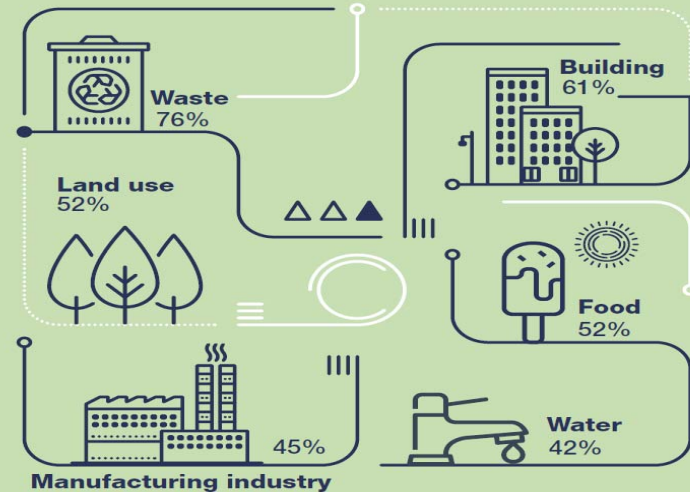 Waste
76%
Building
61%
Land use
52%
Food
52%
45%
Manufacturing industry
Water
42%